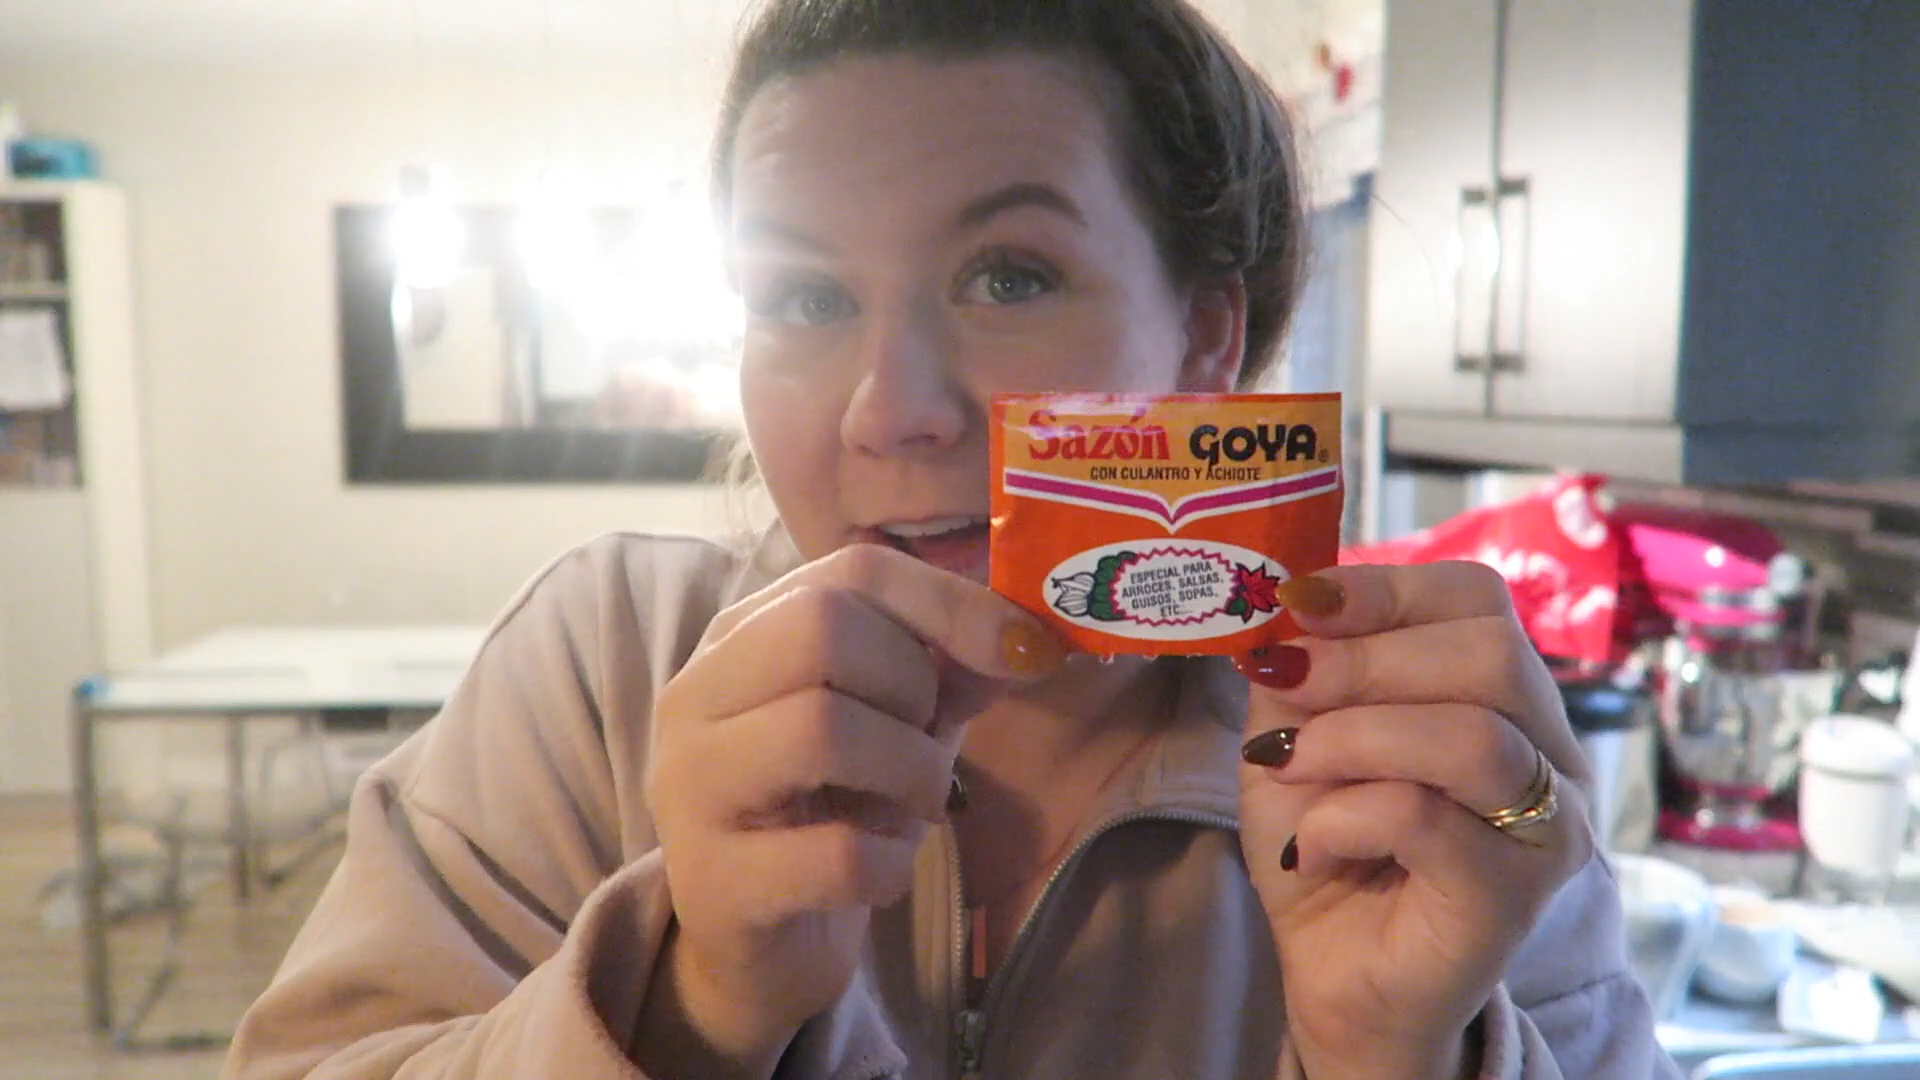 Sazón GOYA®
CON CULANTRO Y ACHIOTE
ESPECIAL PARA
ARROCES, SALSAS,
GUISOS, SOPAS,
ETC...